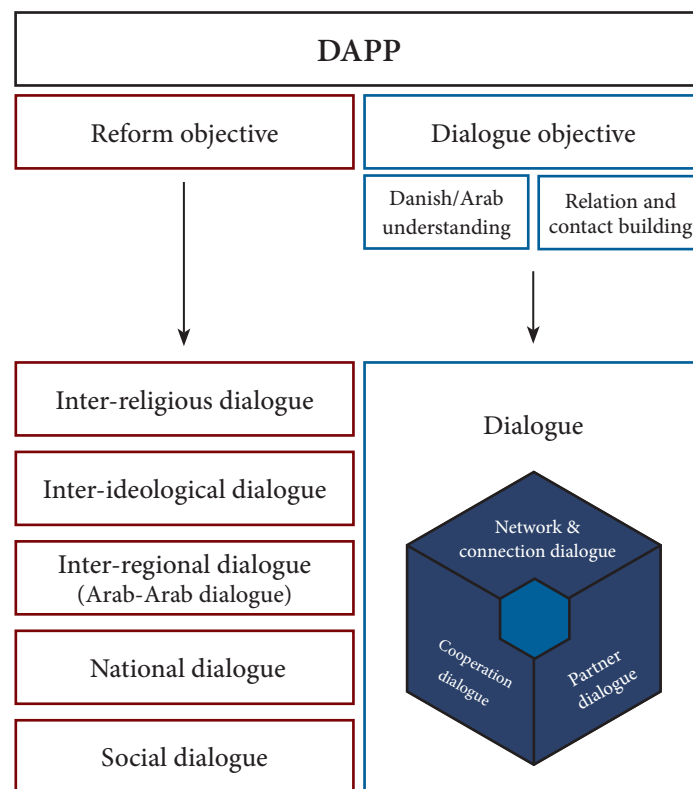 DAPP
Reform objective
Dialogue objective
Danish/Arab
understanding
Relation and
contact building
Inter-religious dialogue
Inter-ideological dialogue
Inter-regional dialogue
(Arab-Arab dialogue)
National dialogue
Social dialogue
Dialogue
Network &
connection dialogue
Cooperation
dialogue
Partner
dialogue